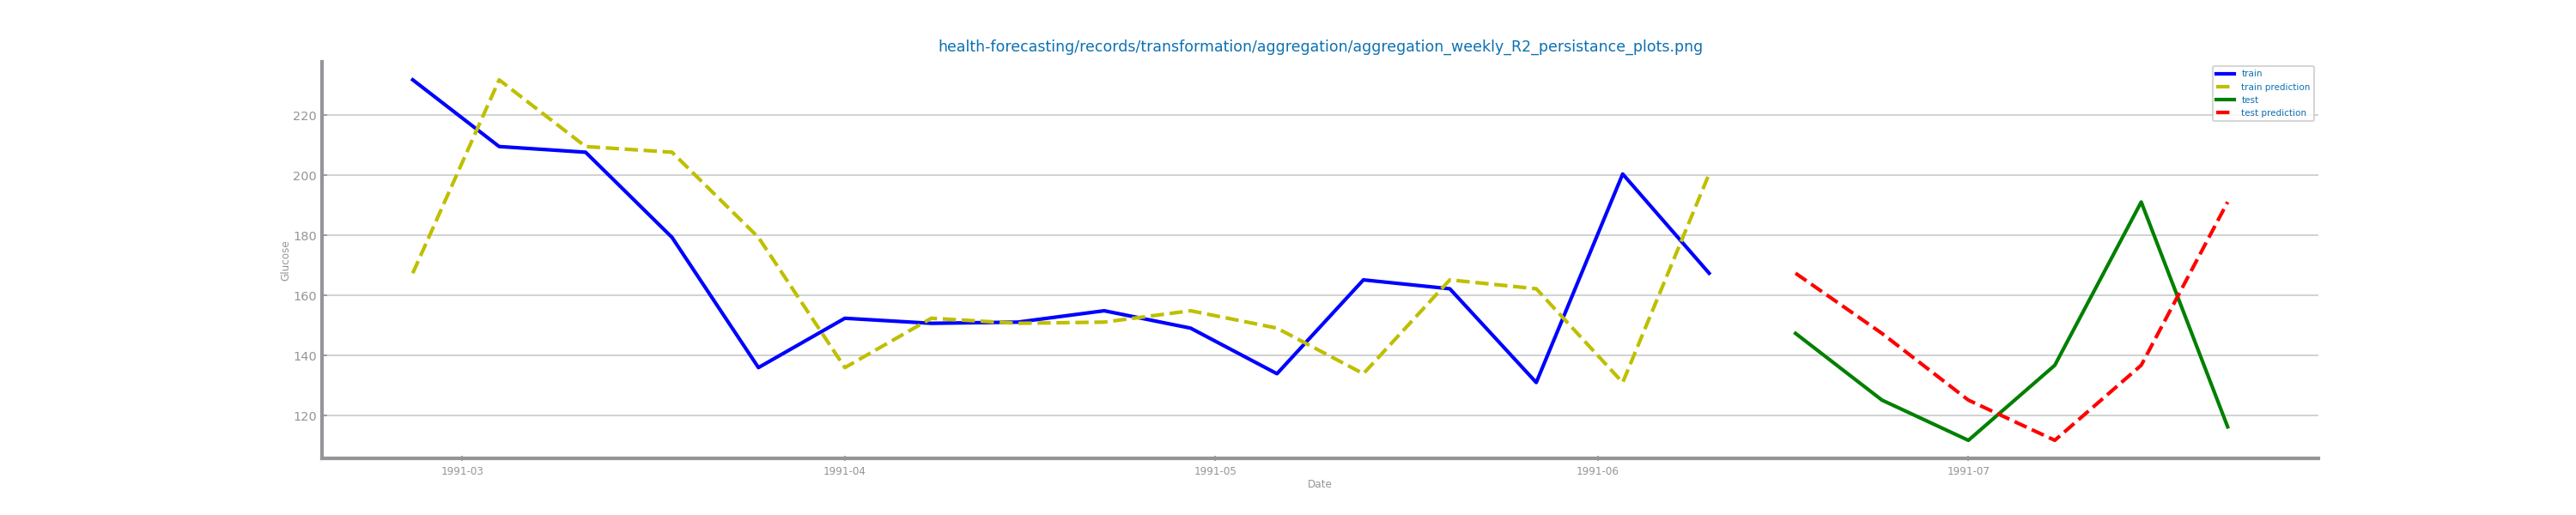 health-forecasting/records/transformation/aggregation/aggregation_weekly_R2_persistance_plots.png
train
train prediction
test
test prediction
220
200
180
160
140
120
Glucose
1991-03
1991-04
1991-05
1991-06
1991-07
Date